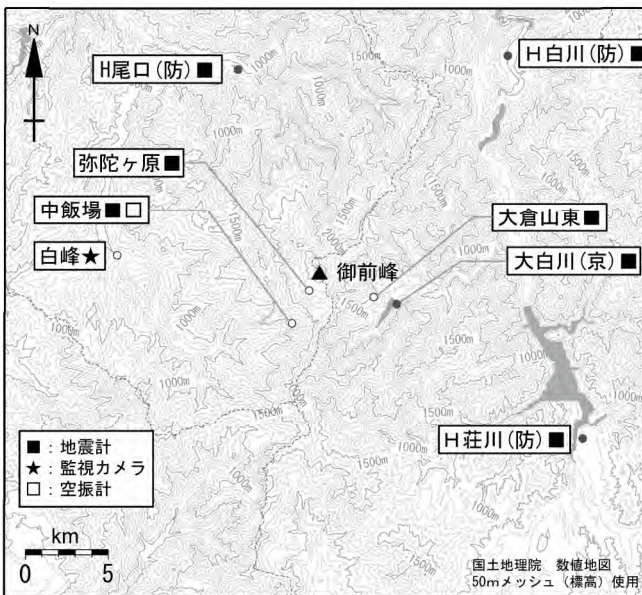 N
H尾口(防)■
H白川(防)■
弥陀ヶ原■
中飯場■□
大倉山東■
白峰★
▲ 御前峰
大白川(京)■
H荘川(防)■
■:地震計
★:監視カメラ
□:空振計
km
0 5
国土地理院 数値地図
50mメッシュ(標高)使用
1000m
1500m
2000m